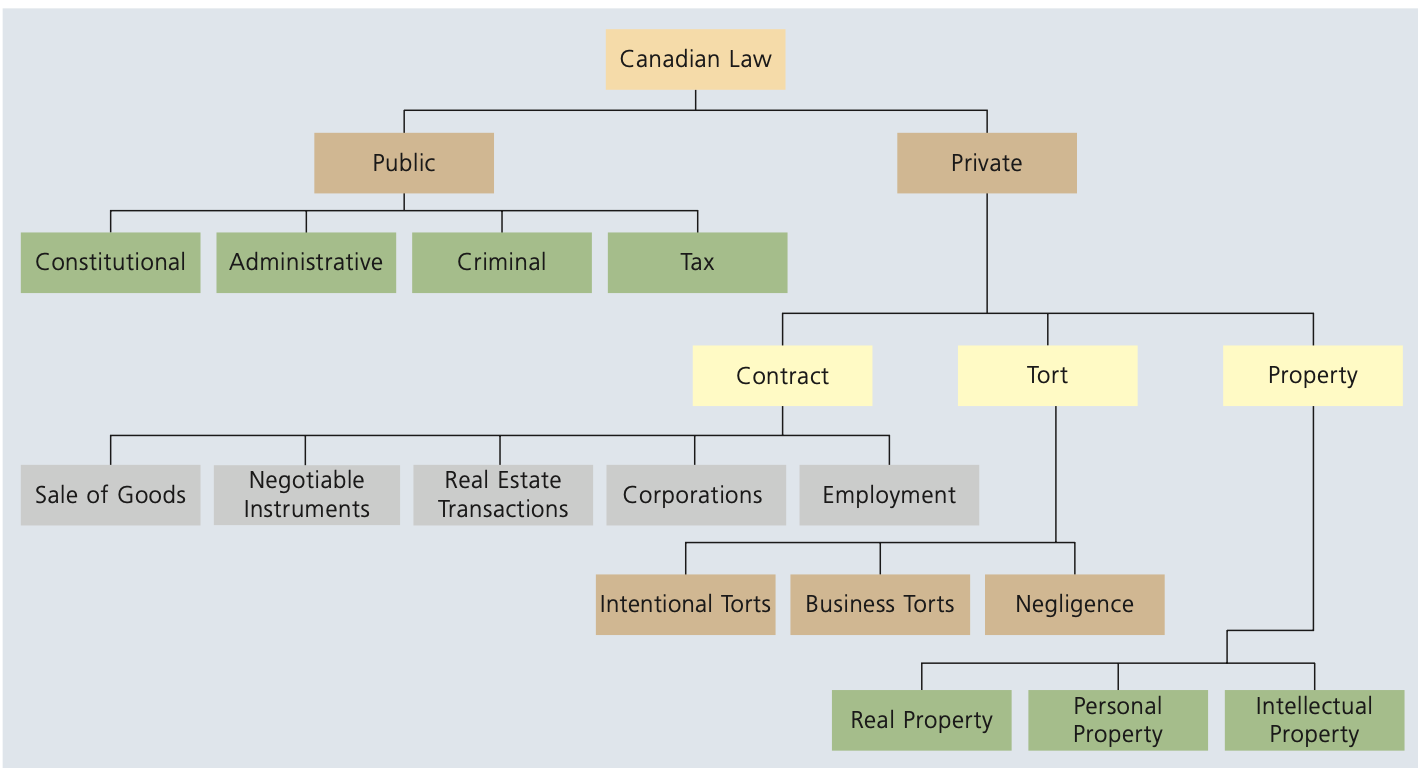 Canadian Law
Public
Private
Constitutional
Administrative
Criminal
Tax
Contract
Tort
Property
Sale of Goods
Negotiable
Instruments
Real Estate
Transactions
Corporations
Employment
Intentional Torts
Business Torts
Negligence
Real Property
Personal
Property
Intellectual
Property